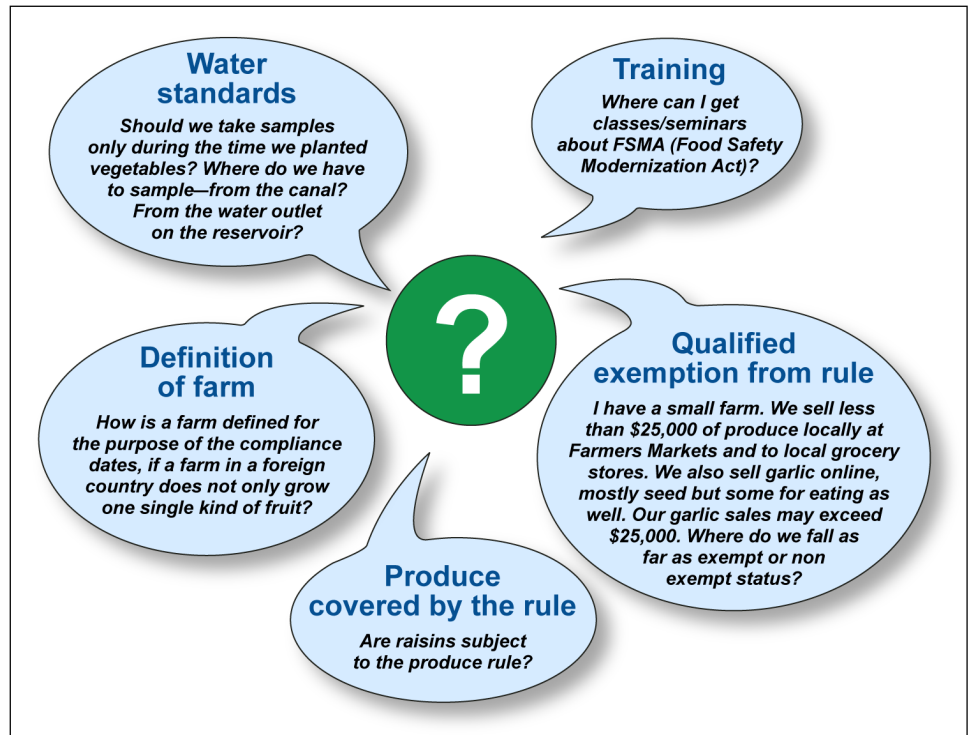 Water
standards
Should we take samples
only during the time we planted
vegetables? Where do we have
to sample—from the canal?
From the water outlet
on the reservoir?
Training
Where can I get
classes/seminars
about FSMA (Food Safety
Modernization Act)?
?
Definition
of farm
How is a farm defined for
the purpose of the compliance
dates, if a farm in a foreign
country does not only grow
one single kind of fruit?
Qualified
exemption from rule
I have a small farm. We sell less
than $25,000 of produce locally at
Farmers Markets and to local grocery
stores. We also sell garlic online,
mostly seed but some for eating as
well. Our garlic sales may exceed
$25,000. Where do we fall as
far as exempt or non
exempt status?
Produce
covered by the rule
Are raisins subject
to the produce rule?